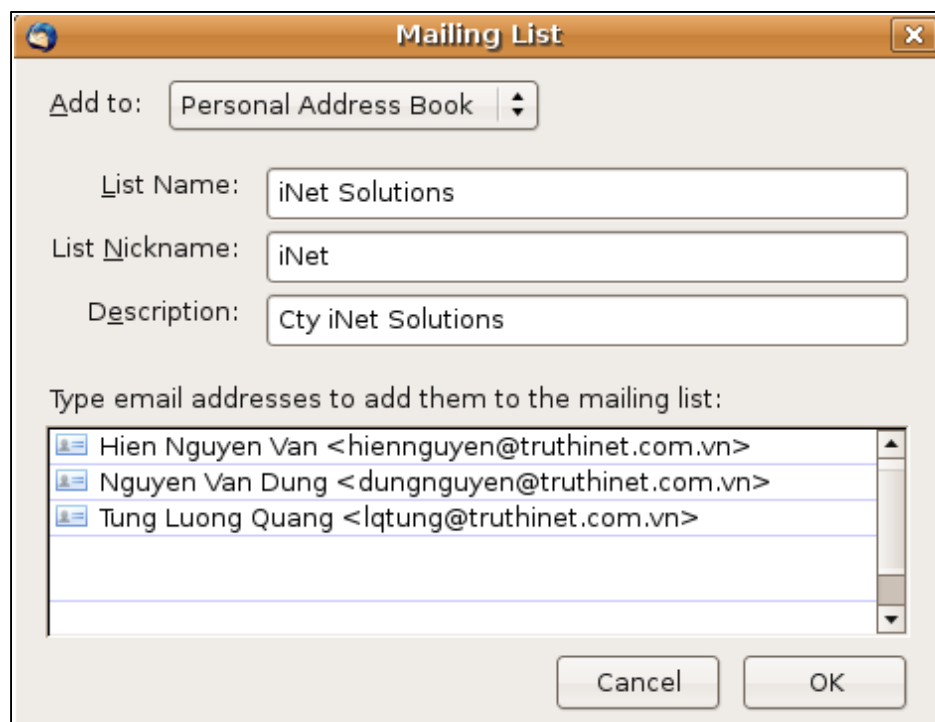 Mailing List
Add to: Personal Address Book
List Name: iNet Solutions
List Nickname: iNet
Description: Cty iNet Solutions
Type email addresses to add them to the mailing list:
Hien Nguyen Van <hiennguyen@truthinet.com.vn>
Nguyen Van Dung <dungnguyen@truthinet.com.vn>
Tung Luong Quang <lqtung@truthinet.com.vn>
Cancel OK